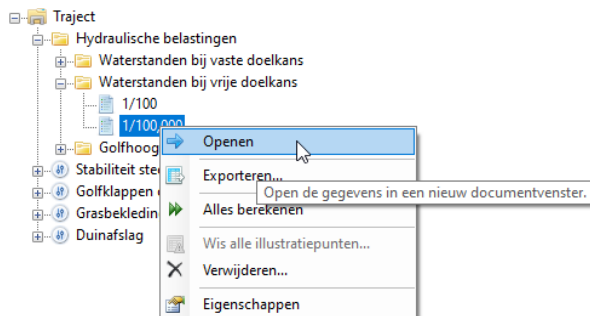 Traject
Hydraulische belastingen
Waterstanden bij vaste doelkans
Waterstanden bij vrije doelkans
1/100
1/100,000
Openen
Golfhoog
Exporteren...
Stabiliteit ste
Open de gegevens in een nieuw documentvenster.
Golfklappen
Alles berekenen
Grasbekledin
Duinafslag
Wis alle illustratiepunten...
Verwijderen...
Eigenschappen